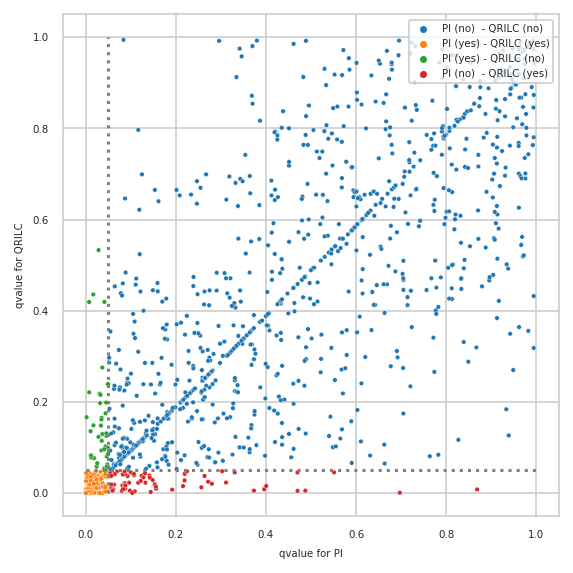 PI (no)  - QRILC (no)
PI (yes) - QRILC (yes)
PI (yes) - QRILC (no)
PI (no)  - QRILC (yes)
1.0
0.8
0.6
0.4
0.2
0.0
qvalue for QRILC
0.0 0.2 0.4 0.6 0.8 1.0
qvalue for PI